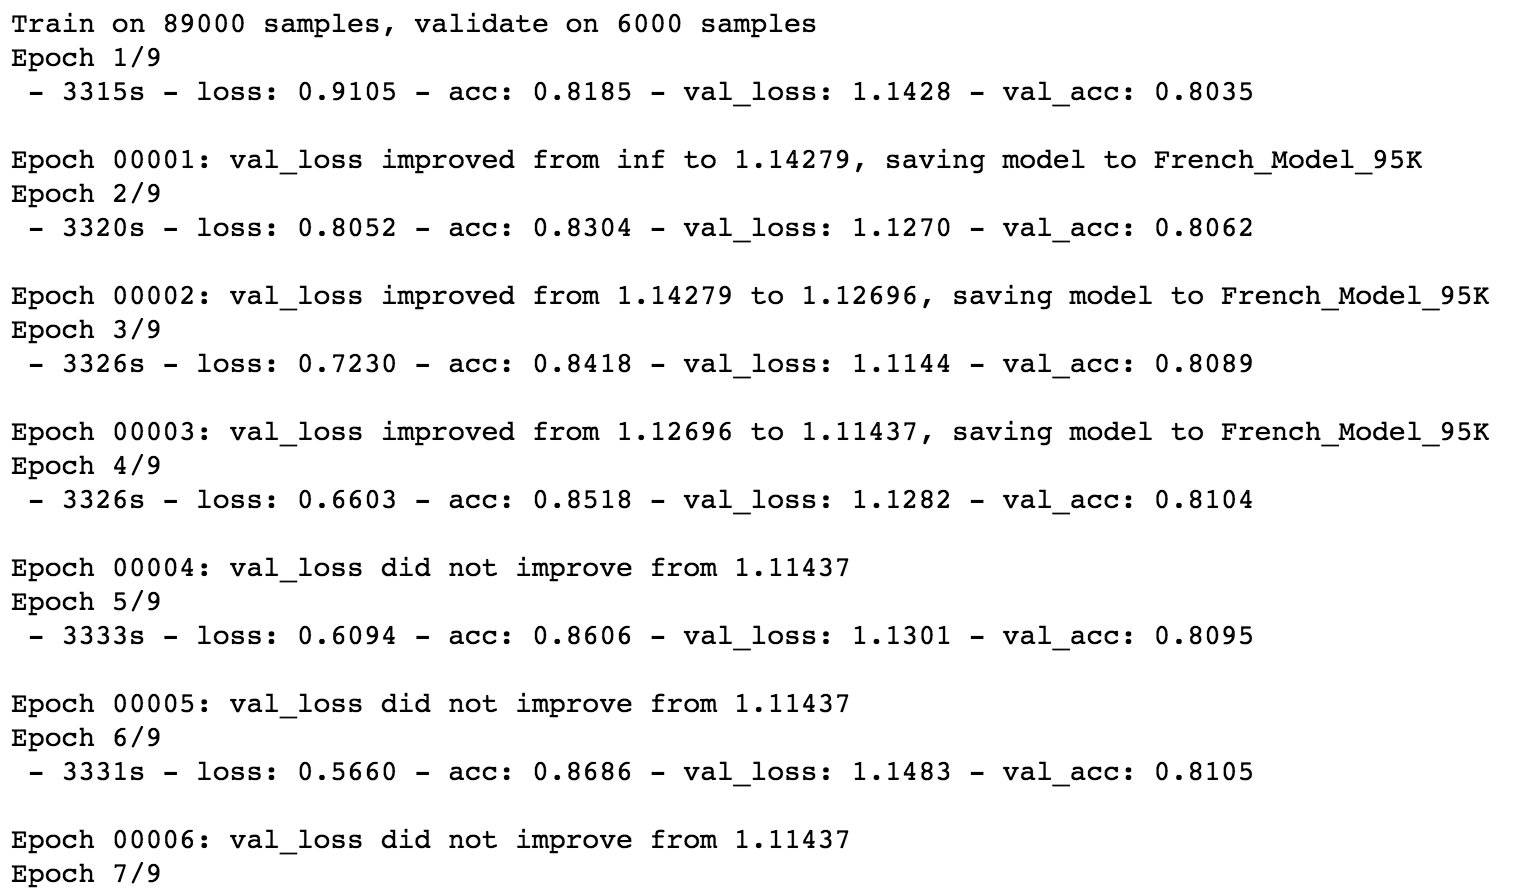 Train on 89000 samples, validate on 6000 samples
Epoch 1/9
 - 3315s - loss: 0.9105 - acc: 0.8185 - val_loss: 1.1428 - val_acc: 0.8035

Epoch 00001: val_loss improved from inf to 1.14279, saving model to French_Model_95K
Epoch 2/9
 - 3320s - loss: 0.8052 - acc: 0.8304 - val_loss: 1.1270 - val_acc: 0.8062

Epoch 00002: val_loss improved from 1.14279 to 1.12696, saving model to French_Model_95K
Epoch 3/9
 - 3326s - loss: 0.7230 - acc: 0.8418 - val_loss: 1.1144 - val_acc: 0.8089

Epoch 00003: val_loss improved from 1.12696 to 1.11437, saving model to French_Model_95K
Epoch 4/9
 - 3326s - loss: 0.6603 - acc: 0.8518 - val_loss: 1.1282 - val_acc: 0.8104

Epoch 00004: val_loss did not improve from 1.11437
Epoch 5/9
 - 3333s - loss: 0.6094 - acc: 0.8606 - val_loss: 1.1301 - val_acc: 0.8095

Epoch 00005: val_loss did not improve from 1.11437
Epoch 6/9
 - 3331s - loss: 0.5660 - acc: 0.8686 - val_loss: 1.1483 - val_acc: 0.8105

Epoch 00006: val_loss did not improve from 1.11437
Epoch 7/9